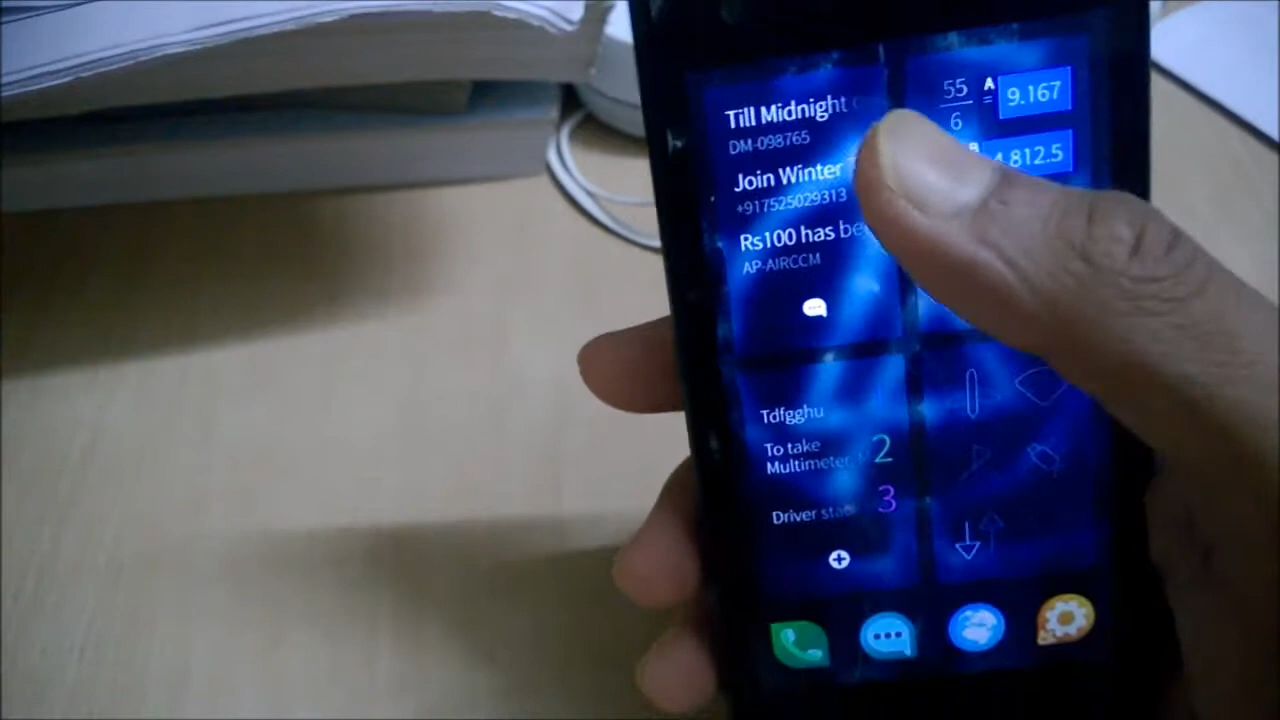 Till Midnight
DM-098765
Join Winter
+917525029313
Rs100 has be
AP-AIRCCM
55
6
A
=
9.167
B
4 812.5
Tdfgghu
To take
Multimeter,
2
3
Driver sta